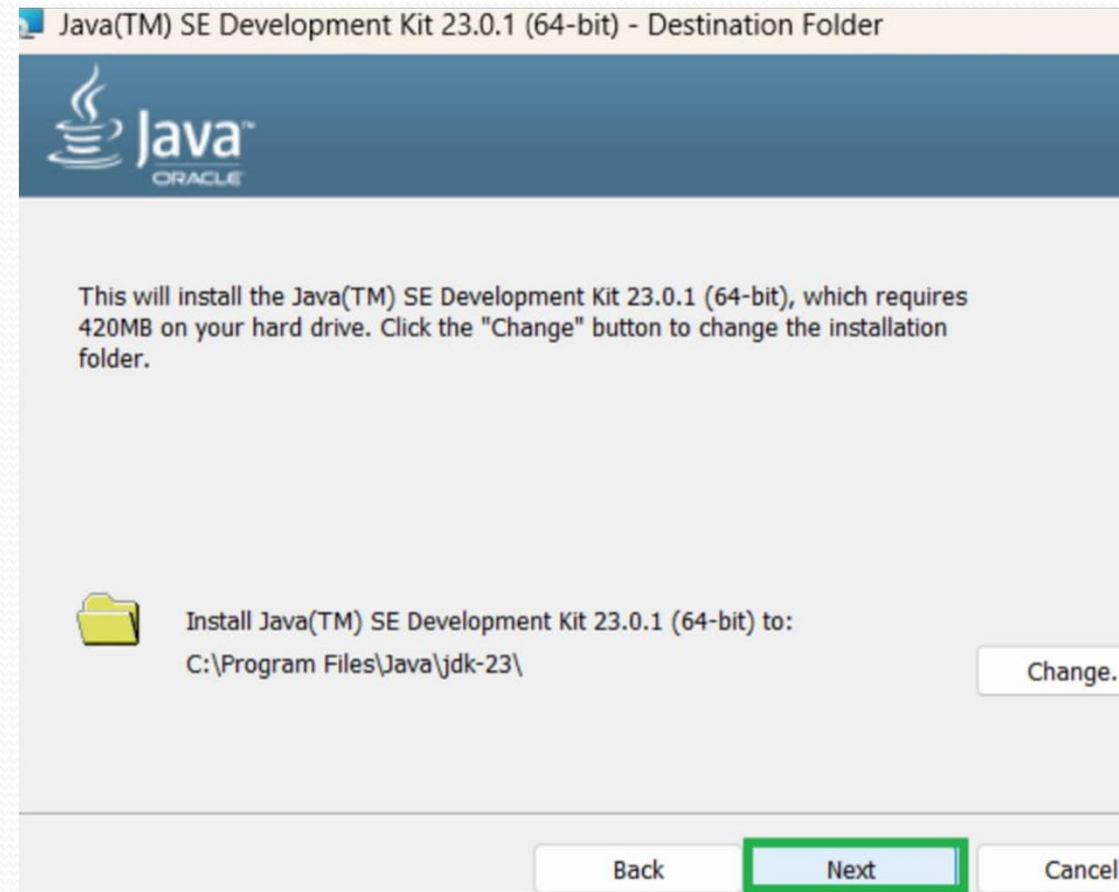 Java(TM) SE Development Kit 23.0.1 (64-bit) - Destination Folder
Java™
ORACLE
This will install the Java(TM) SE Development Kit 23.0.1 (64-bit), which requires
420MB on your hard drive. Click the "Change" button to change the installation
folder.
Install Java(TM) SE Development Kit 23.0.1 (64-bit) to:
C:\Program Files\Java\jdk-23\
Change.
Back Next Cancel